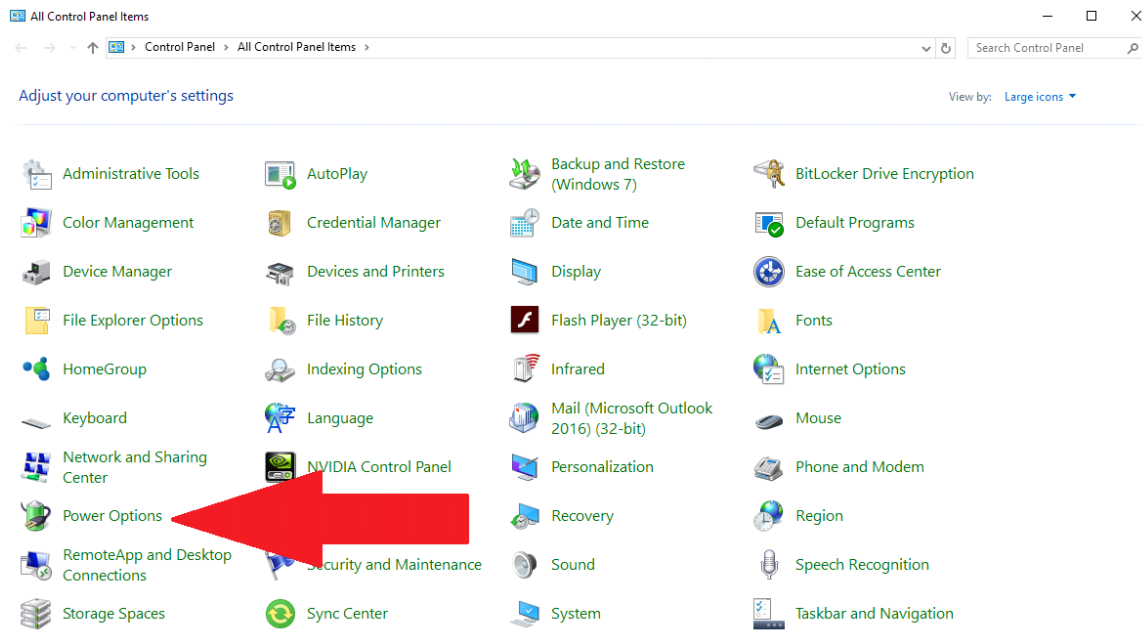 All Control Panel Items
Control Panel > All Control Panel Items >
Search Control Panel
Adjust your computer's settings
View by: Large icons
Administrative Tools
AutoPlay
Backup and Restore
(Windows 7)
BitLocker Drive Encryption
Color Management
Credential Manager
Date and Time
Default Programs
Device Manager
Devices and Printers
Display
Ease of Access Center
File Explorer Options
File History
Flash Player (32-bit)
Fonts
HomeGroup
Indexing Options
Infrared
Internet Options
Keyboard
Language
Mail (Microsoft Outlook
2016) (32-bit)
Mouse
Network and Sharing
Center
NVIDIA Control Panel
Personalization
Phone and Modem
Power Options
Recovery
Region
RemoteApp and Desktop
Connections
Security and Maintenance
Sound
Speech Recognition
Storage Spaces
Sync Center
System
Taskbar and Navigation